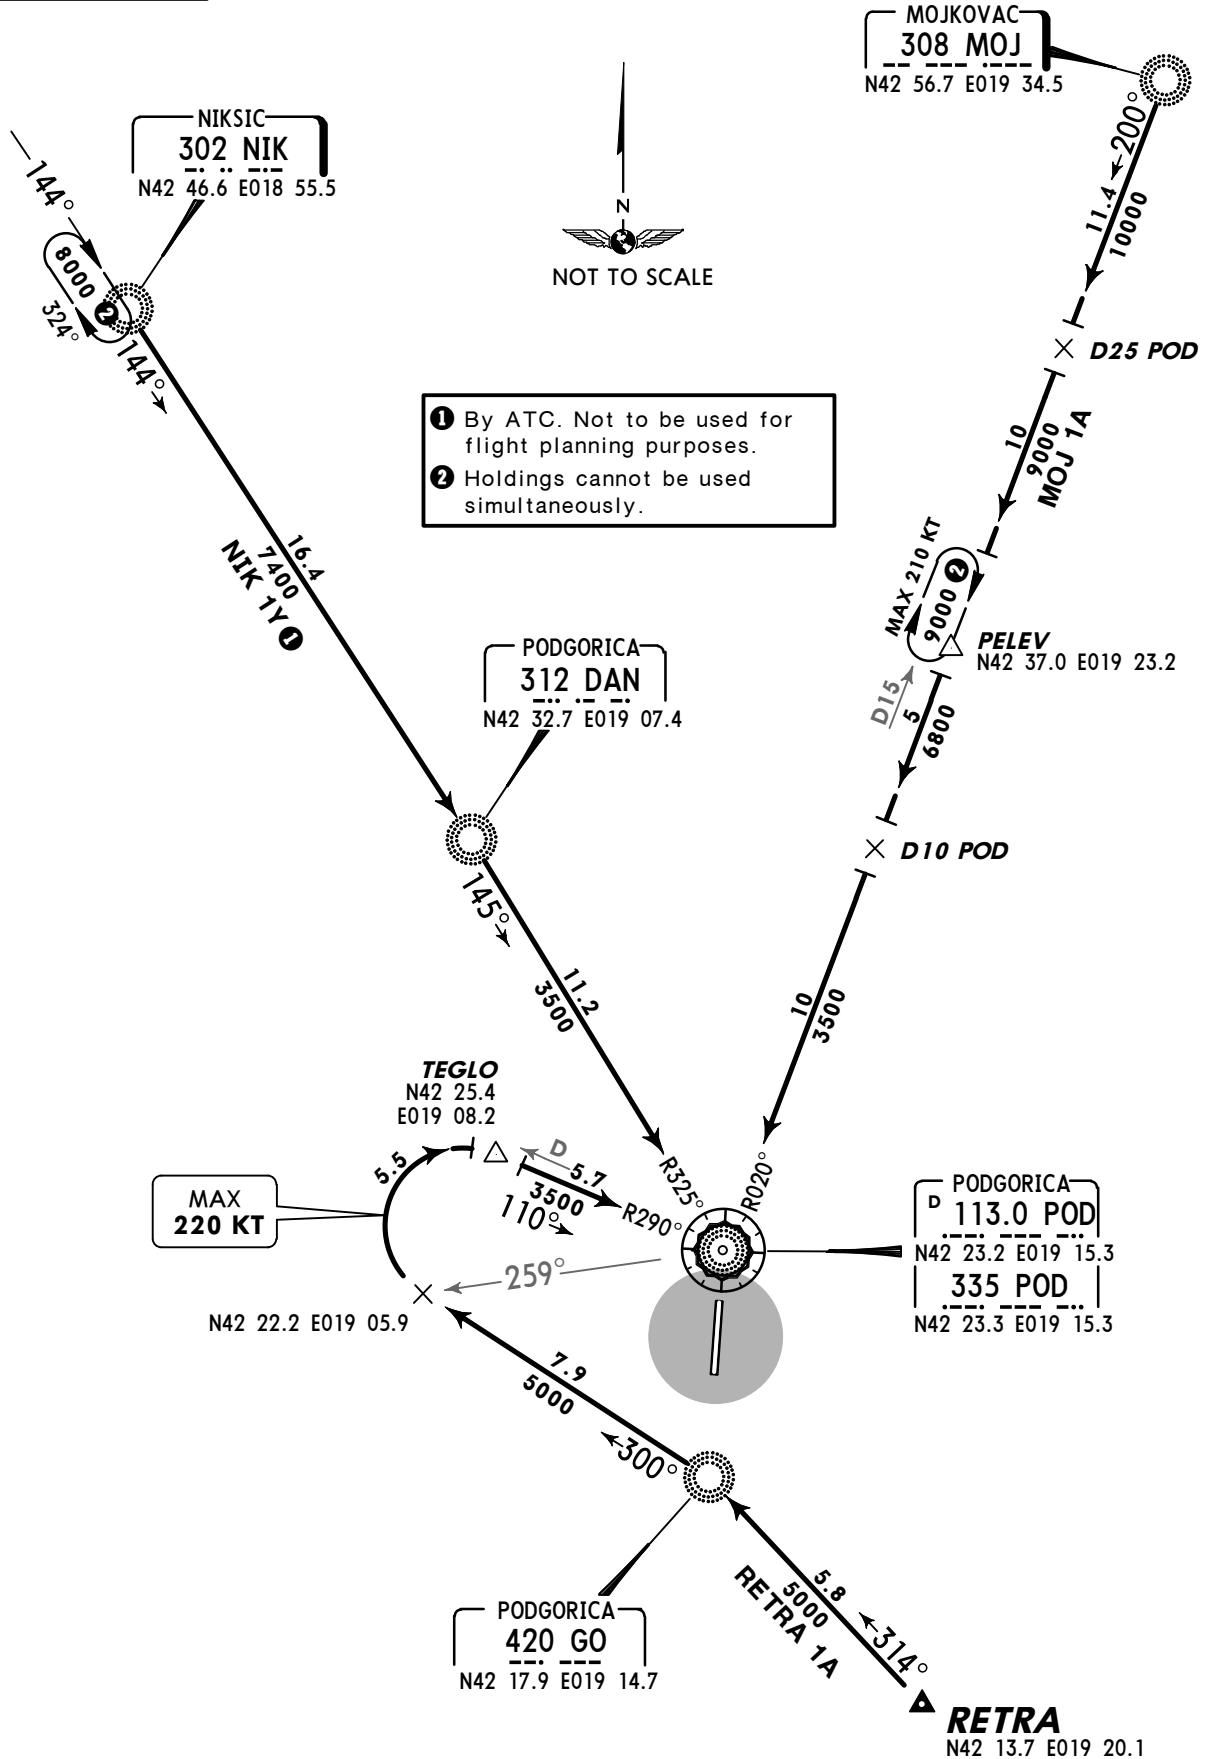 MOJKOVAC
308 MOJ
N42 56.7 E019 34.5
NIKSIC
302 NIK
N42 46.6 E018 55.5
N
NOT TO SCALE
144°
8000 2
324°
144°
←200°
11.4
10000
D25 POD
1 By ATC. Not to be used for
flight planning purposes.
2 Holdings cannot be used
simultaneously.
10
9000
MOJ 1A
16.4
7400
NIK 1Y 1
MAX 210 KT
9000 2
PELEV
N42 37.0 E019 23.2
PODGORICA
312 DAN
N42 32.7 E019 07.4
D15
5
6800
D10 POD
145°
11.2
3500
10
3500
TEGLO
N42 25.4
E019 08.2
5.5
D
5.7
3500
110°
R290°
R325°
R020°
MAX
220 KT
PODGORICA
D 113.0 POD
N42 23.2 E019 15.3
335 POD
N42 23.3 E019 15.3
259°
N42 22.2 E019 05.9
7.9
5000
←300°
PODGORICA
420 GO
N42 17.9 E019 14.7
5.8
5000
RETRA 1A
←314°
RETRA
N42 13.7 E019 20.1